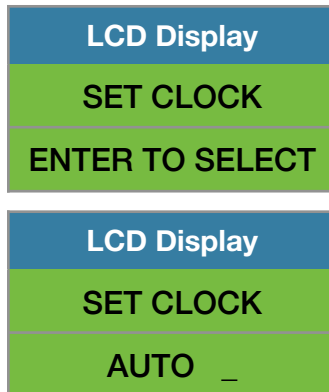 LCD Display
SET CLOCK
ENTER TO SELECT
LCD Display
SET CLOCK
AUTO _